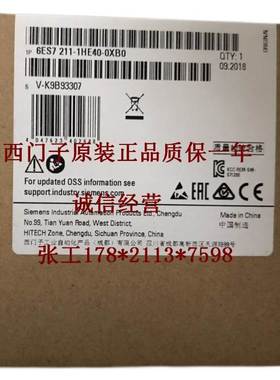 1P 6ES7 211-1HE40-0XB0
QTY: 1
S V-K9B93307
09.2018
西门子原装正品质保一年
For updated OSS information see
support.industry.siemens.com
诚信经营
Siemens Industrial Automation Products Ltd., Chengdu
No.99, Tian Yuan Road, West District,
HITECH Zone, Chengdu, Sichuan Province, China
Made in China
中国制造
张工178*2113*7598